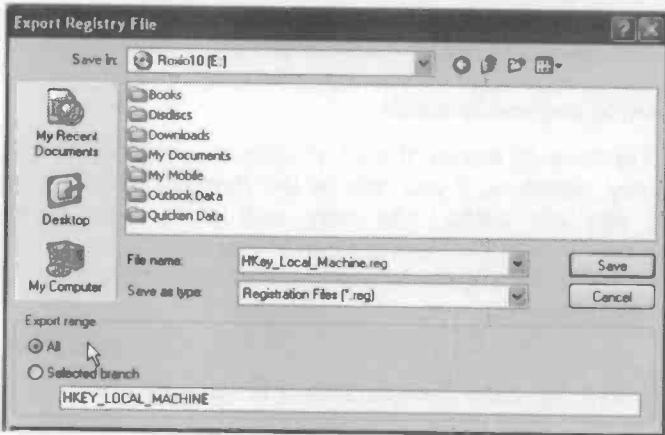 Export Registry File
Save in: Roxio10 (E:)
My Recent Documents
Desktop
My Computer
Books
Disdiscs
Downloads
My Documents
My Mobile
Outlook Data
Quicken Data
File name: HKey_Local_Machine.reg
Save
Save as type: Registration Files (*.reg)
Cancel
Export range
All
Selected branch
HKEY_LOCAL_MACHINE